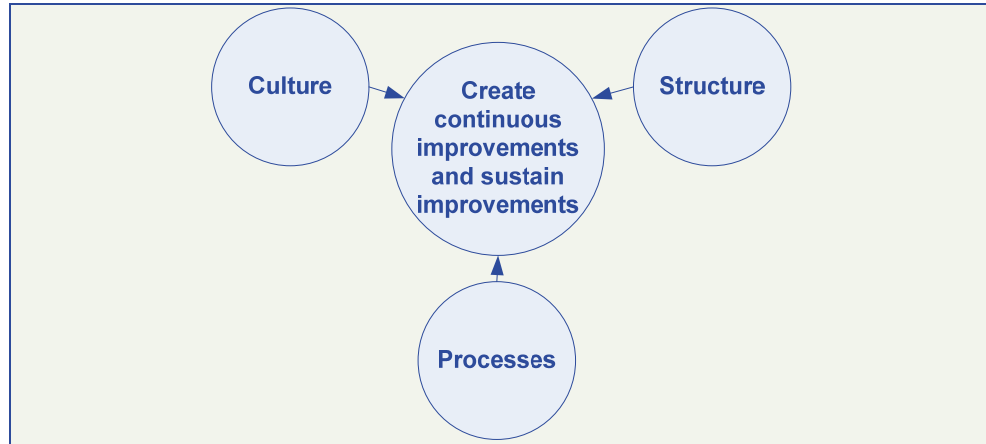 Culture
Create
continuous
improvements
and sustain
improvements
Structure
Processes